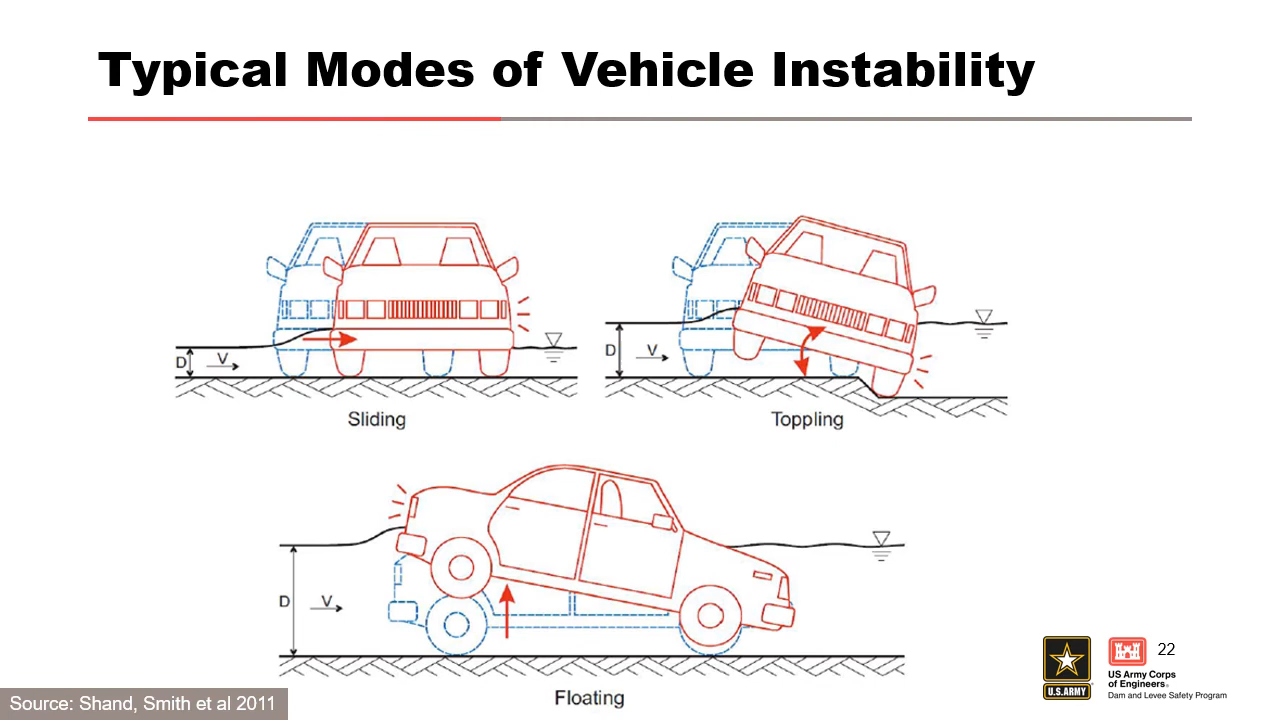 Typical Modes of Vehicle Instability
D
V
Sliding
D
V
Toppling
D
V
Floating
22
U.S.ARMY
US Army Corps
of Engineers®
Dam and Levee Safety Program
Source: Shand, Smith et al 2011